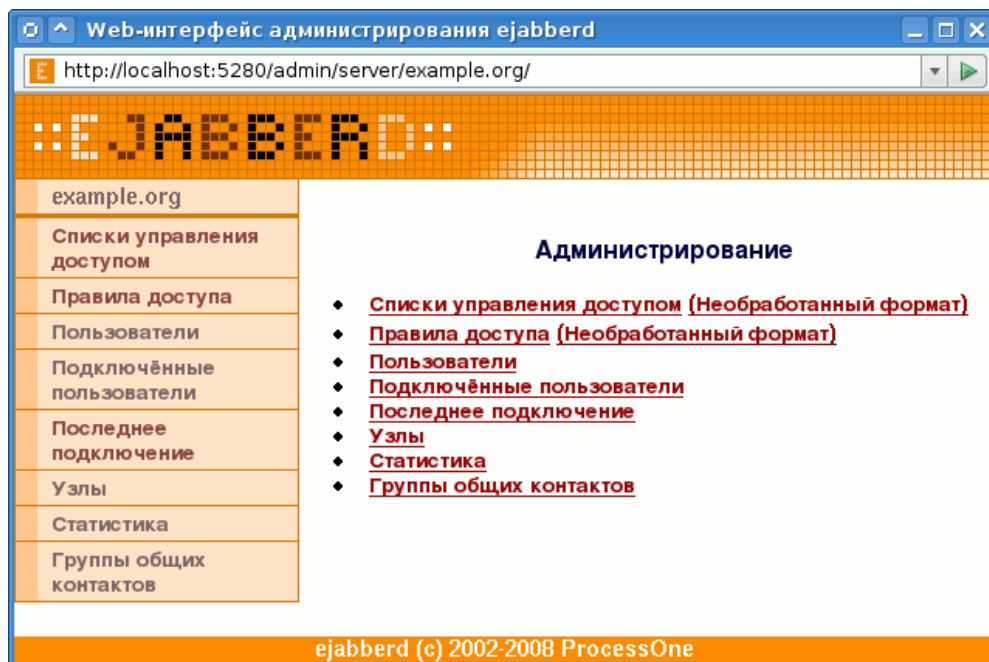 Web-интерфейс администрирования ejabberd
http://localhost:5280/admin/server/example.org/
::EJABBERD::
example.org
Списки управления
доступом
Правила доступа
Пользователи
Подключённые
пользователи
Последнее
подключение
Узлы
Статистика
Группы общих
контактов
Администрирование
Списки управления доступом (Необработанный формат)
Правила доступа (Необработанный формат)
Пользователи
Подключённые пользователи
Последнее подключение
Узлы
Статистика
Группы общих контактов
ejabberd (c) 2002-2008 ProcessOne